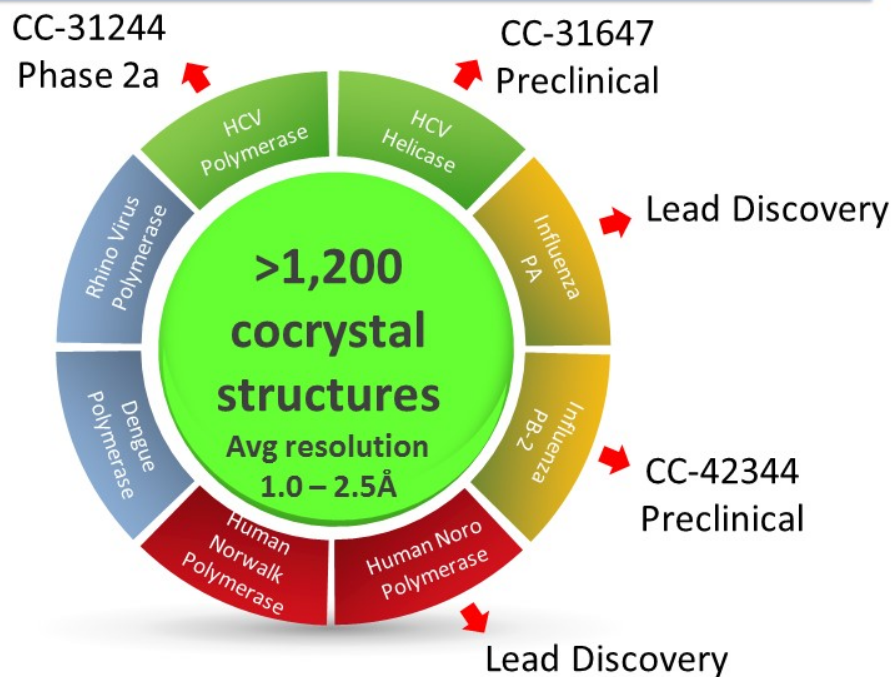 CC-31244
Phase 2a
CC-31647
Preclinical
HCV
Polymerase
HCV
Helicase
Rhino Virus
Polymerase
Influenza
PA
Lead Discovery
>1,200
cocrystal
structures
Avg resolution
1.0 – 2.5Å
Dengue
Polymerase
Influenza
PB-2
CC-42344
Preclinical
Human
Norwalk
Polymerase
Human Noro
Polymerase
Lead Discovery